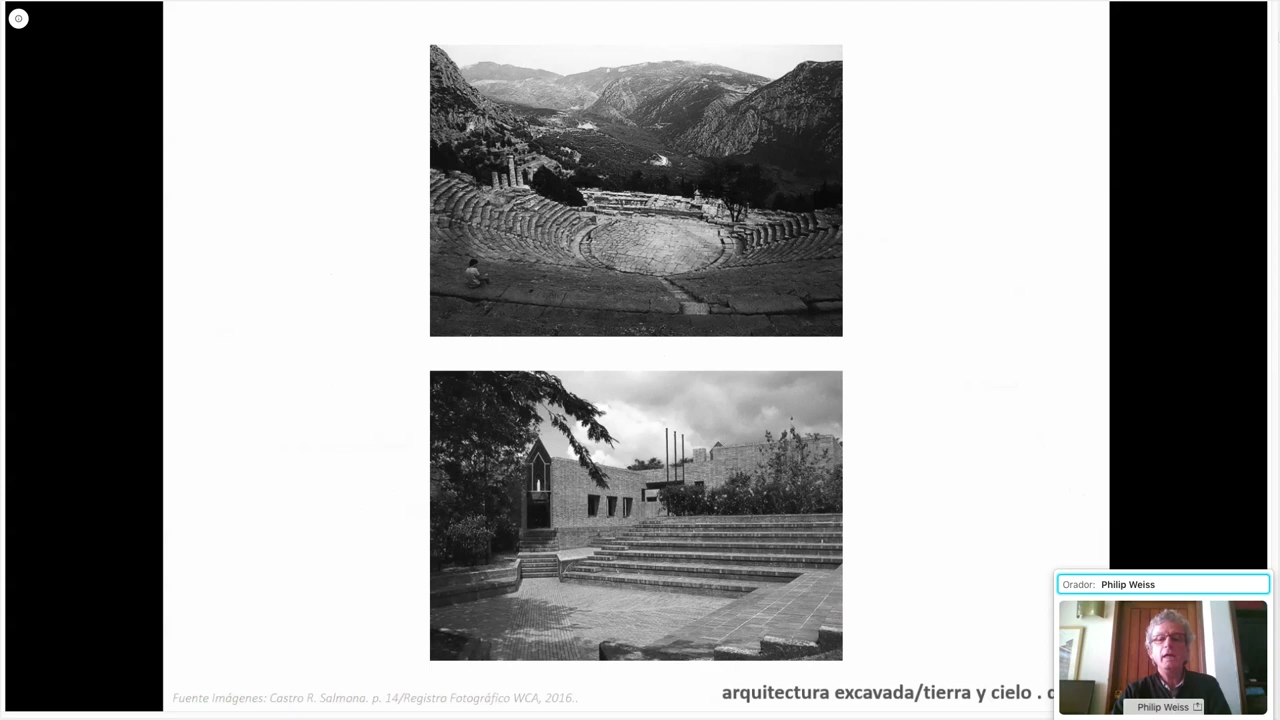 Orador: Philip Weiss
Philip Weiss
Fuente Imágenes: Castro R. Salmona. p. 14/Registro Fotográfico WCA, 2016..
arquitectura excavada/tierra y cielo .